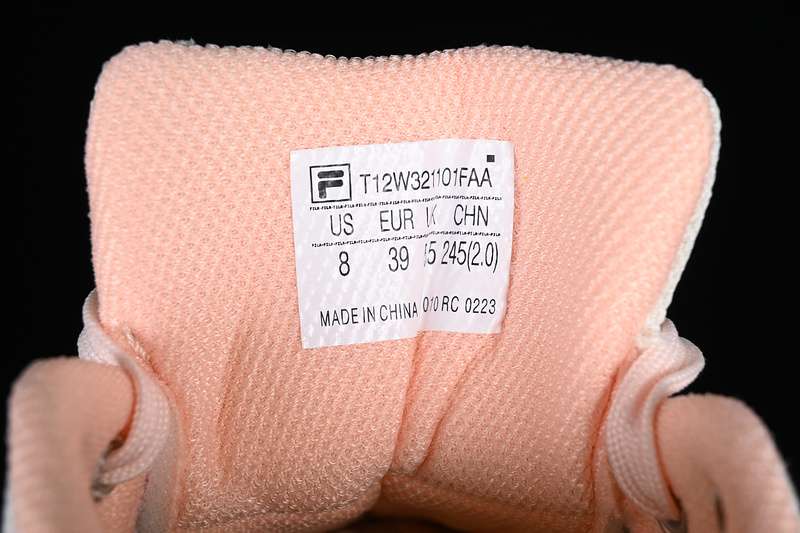 F T12W321101FAA
US EUR CHN
8 39 245(2.0)
MADE IN CHINA RC 0223